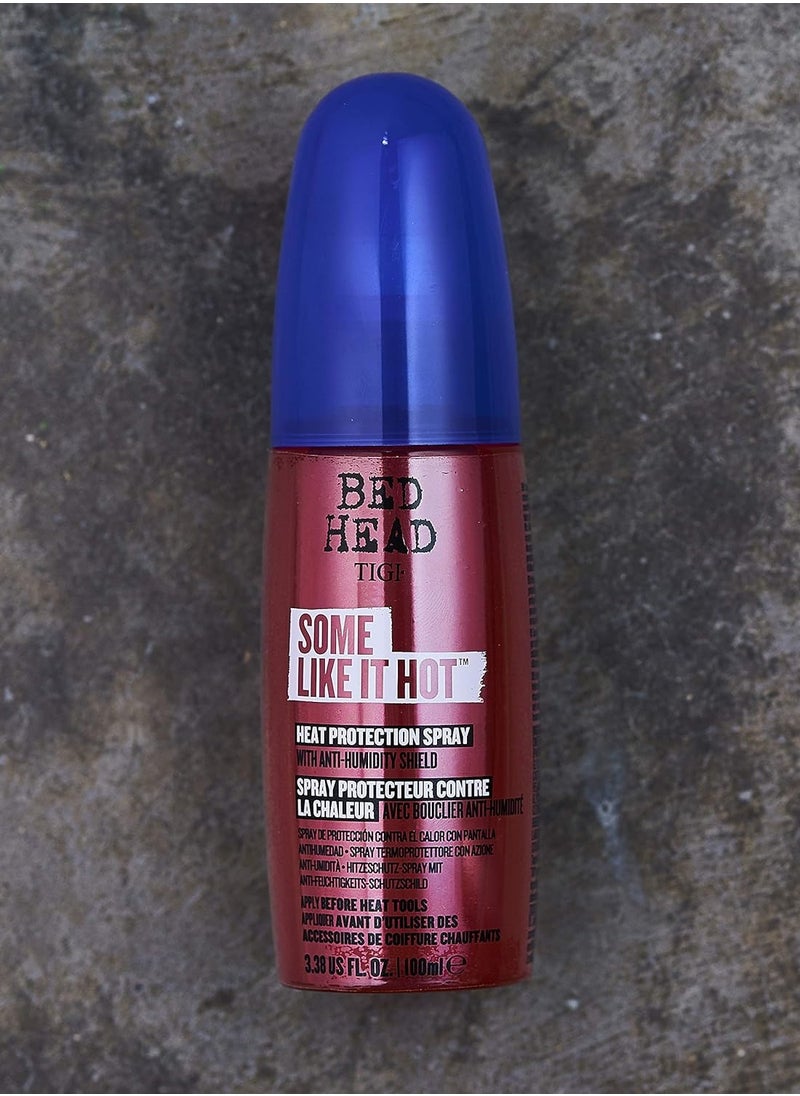 BED
HEAD
TIGI
SOME
LIKE IT HOT™
HEAT PROTECTION SPRAY
WITH ANTI-HUMIDITY SHIELD
SPRAY PROTECTEUR CONTRE
LA CHALEUR AVEC BOUCLIER ANTI-HUMIDITÉ
SPRAY DE PROTECCIÓN CONTRA EL CALOR CON PANTALLA
ANTIHUMEDAD • SPRAY TERMOPROTETTORE CON AZIONE
ANTI-UMIDITÀ • HITZESCHUTZ-SPRAY MIT
ANTI-FEUCHTIGKEITS-SCHUTZSCHILD
APPLY BEFORE HEAT TOOLS
APPLIQUER AVANT D'UTILISER DES
ACCESSOIRES DE COIFFURE CHAUFFANTS
3.38 US FL. OZ. | 100ml ℮